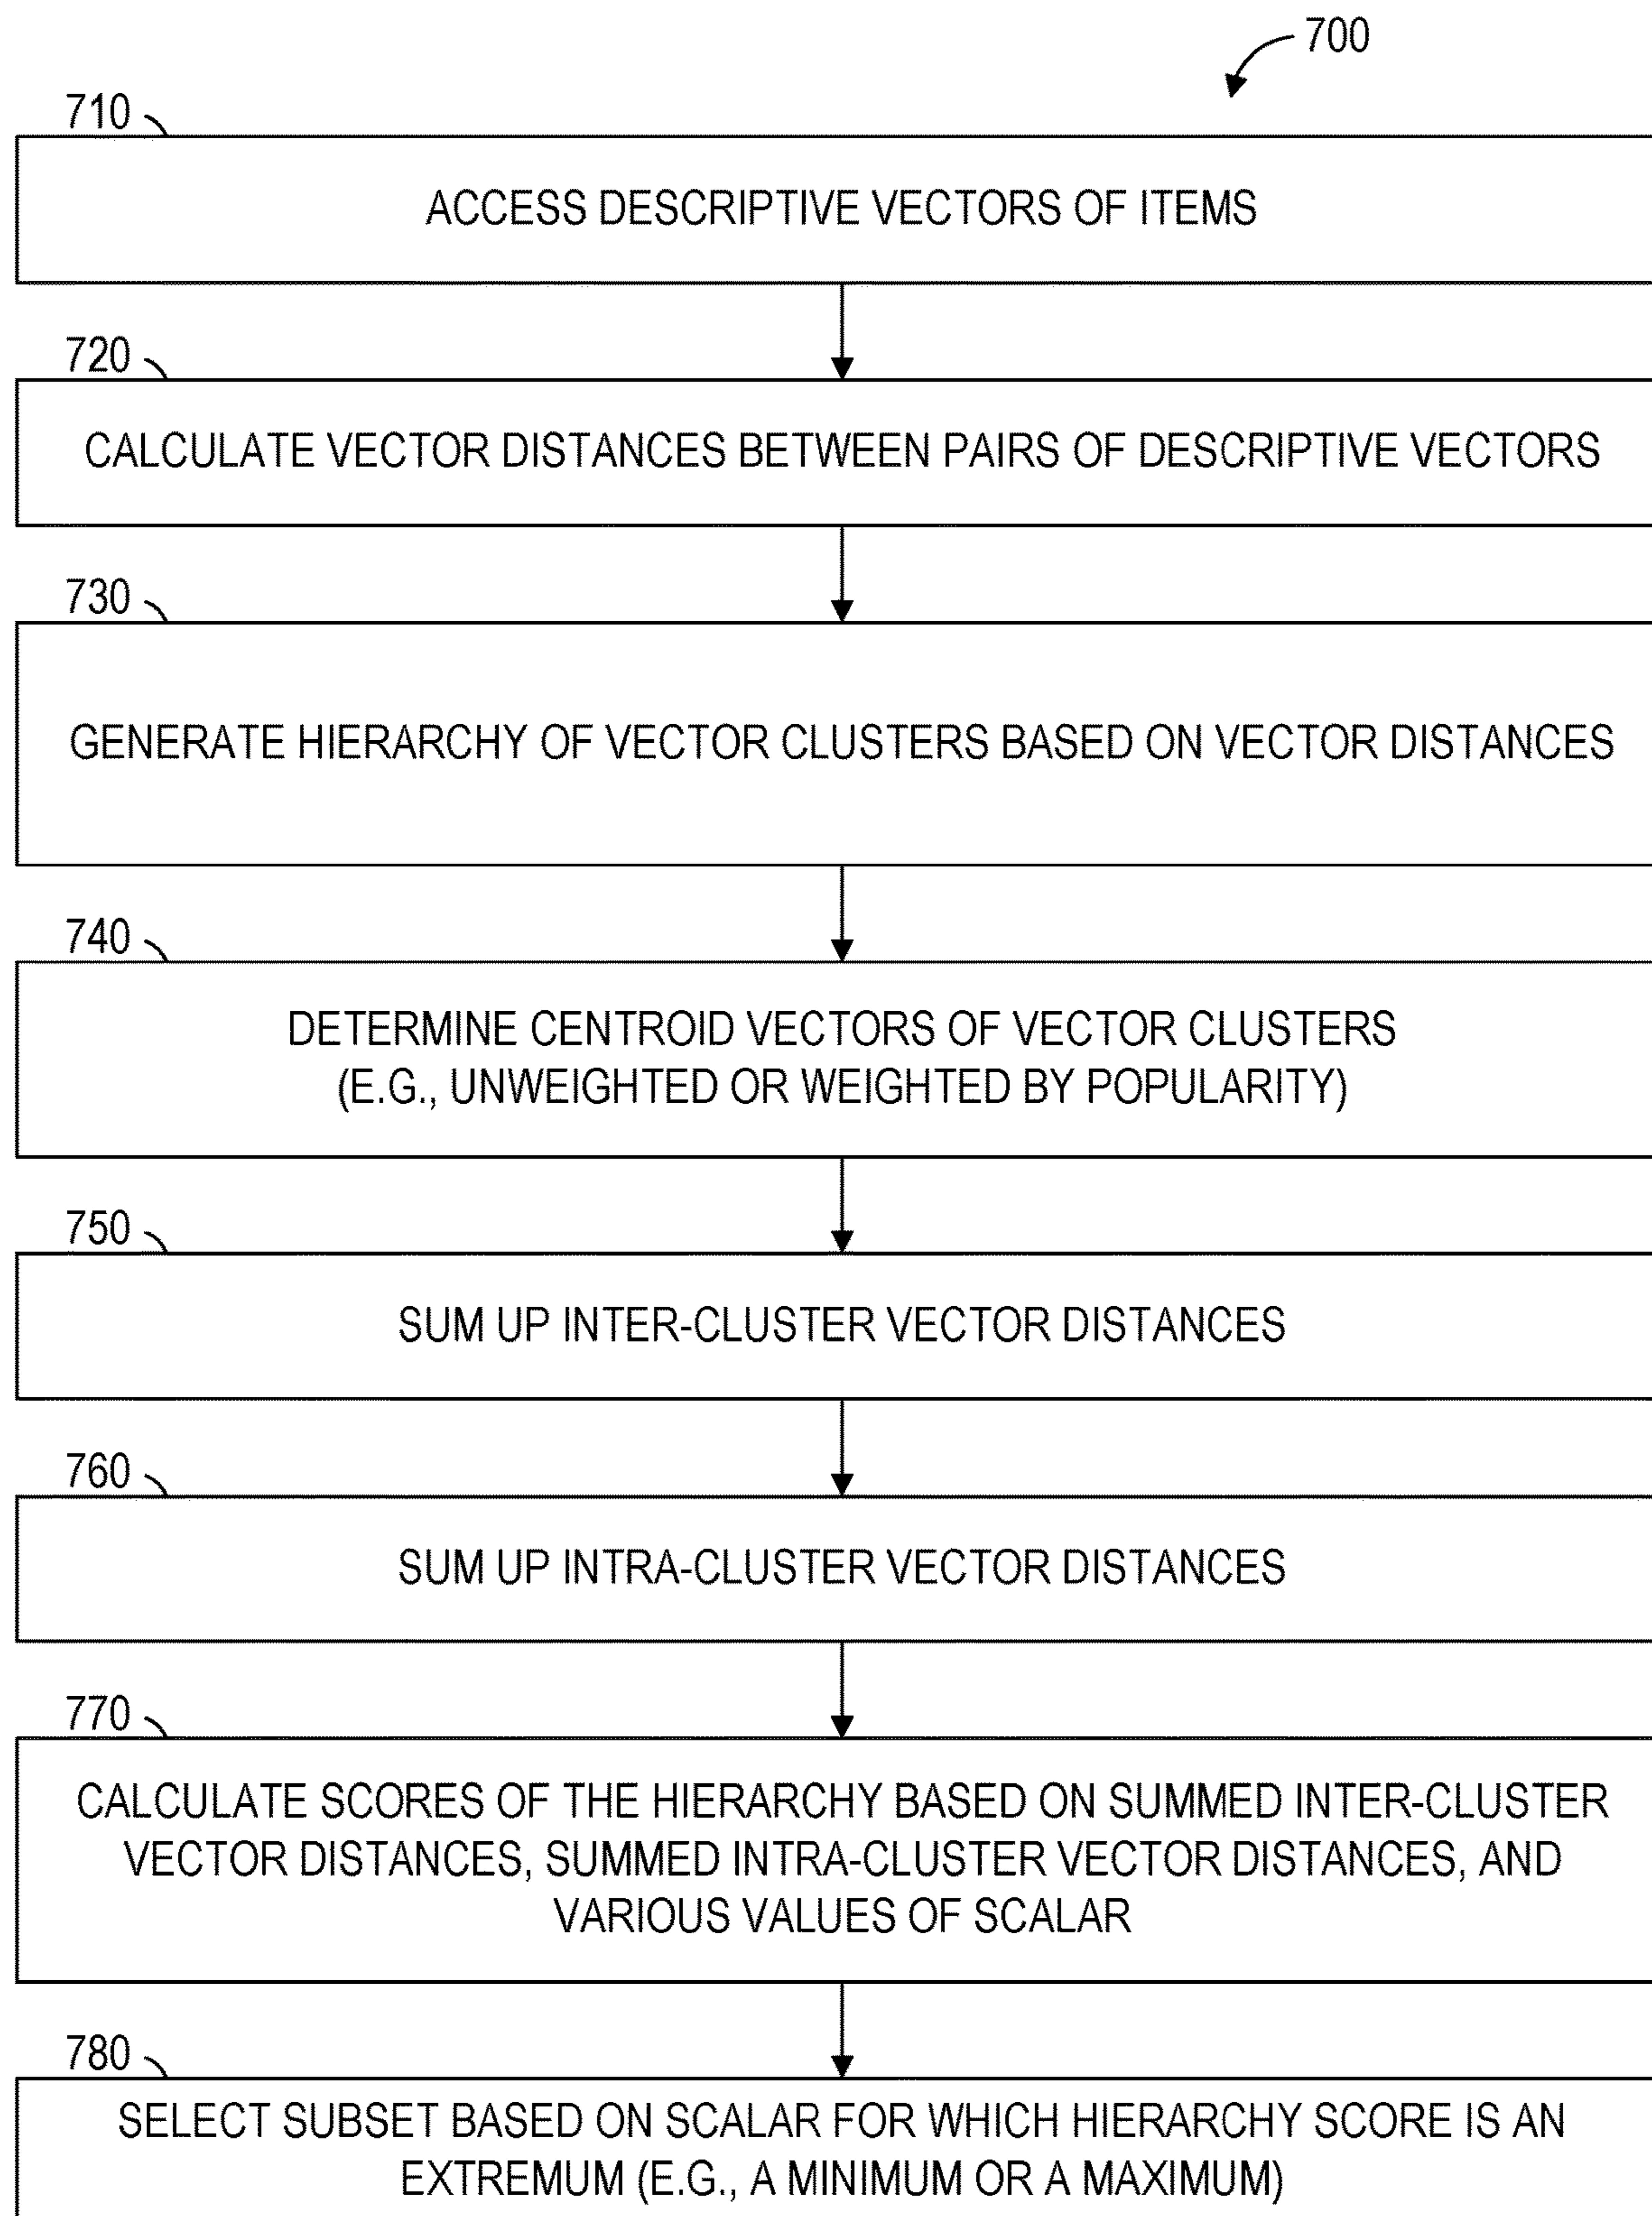 700
710
ACCESS DESCRIPTIVE VECTORS OF ITEMS
720
CALCULATE VECTOR DISTANCES BETWEEN PAIRS OF DESCRIPTIVE VECTORS
730
GENERATE HIERARCHY OF VECTOR CLUSTERS BASED ON VECTOR DISTANCES
740
DETERMINE CENTROID VECTORS OF VECTOR CLUSTERS
(E.G., UNWEIGHTED OR WEIGHTED BY POPULARITY)
750
SUM UP INTER-CLUSTER VECTOR DISTANCES
760
SUM UP INTRA-CLUSTER VECTOR DISTANCES
770
CALCULATE SCORES OF THE HIERARCHY BASED ON SUMMED INTER-CLUSTER
VECTOR DISTANCES, SUMMED INTRA-CLUSTER VECTOR DISTANCES, AND
VARIOUS VALUES OF SCALAR
780
SELECT SUBSET BASED ON SCALAR FOR WHICH HIERARCHY SCORE IS AN
EXTREMUM (E.G., A MINIMUM OR A MAXIMUM)